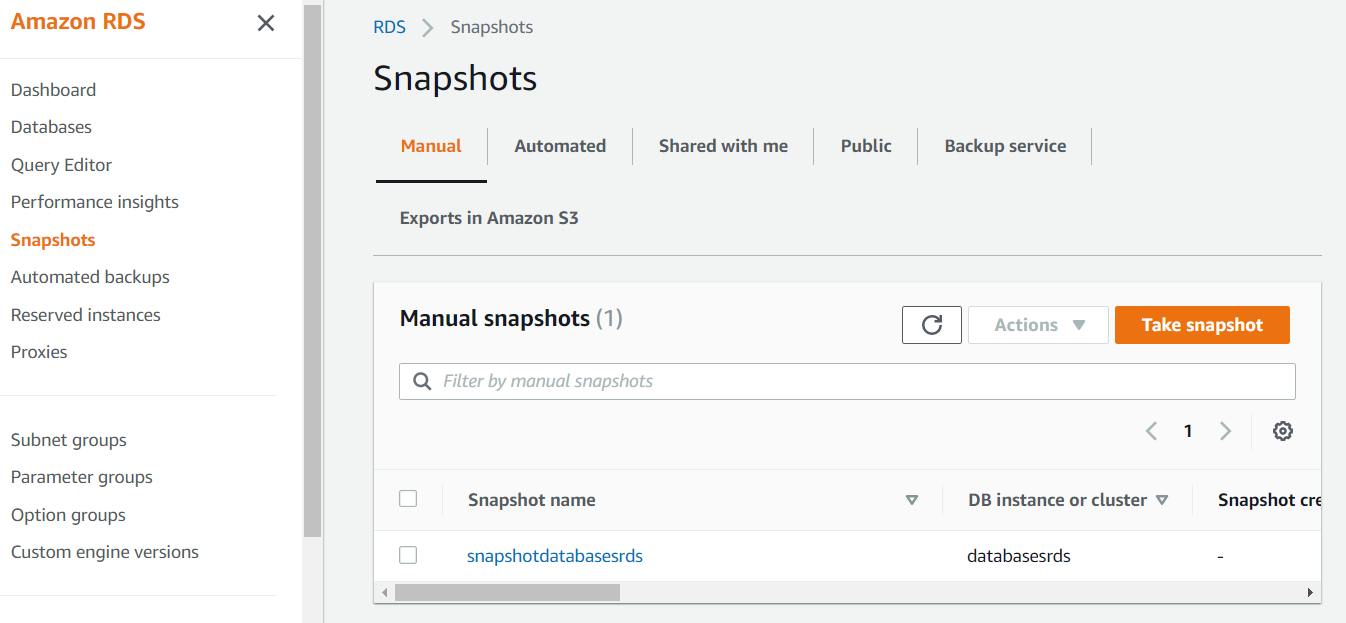 Amazon RDS
Dashboard
Databases
Query Editor
Performance insights
Snapshots
Automated backups
Reserved instances
Proxies
Subnet groups
Parameter groups
Option groups
Custom engine versions
RDS Snapshots
Snapshots
Manual Automated Shared with me Public Backup service
Exports in Amazon S3
Manual snapshots (1) Actions Take snapshot
Filter by manual snapshots
1
Snapshot name DB instance or cluster Snapshot cre
snapshotdatabasesrds databasesrds -